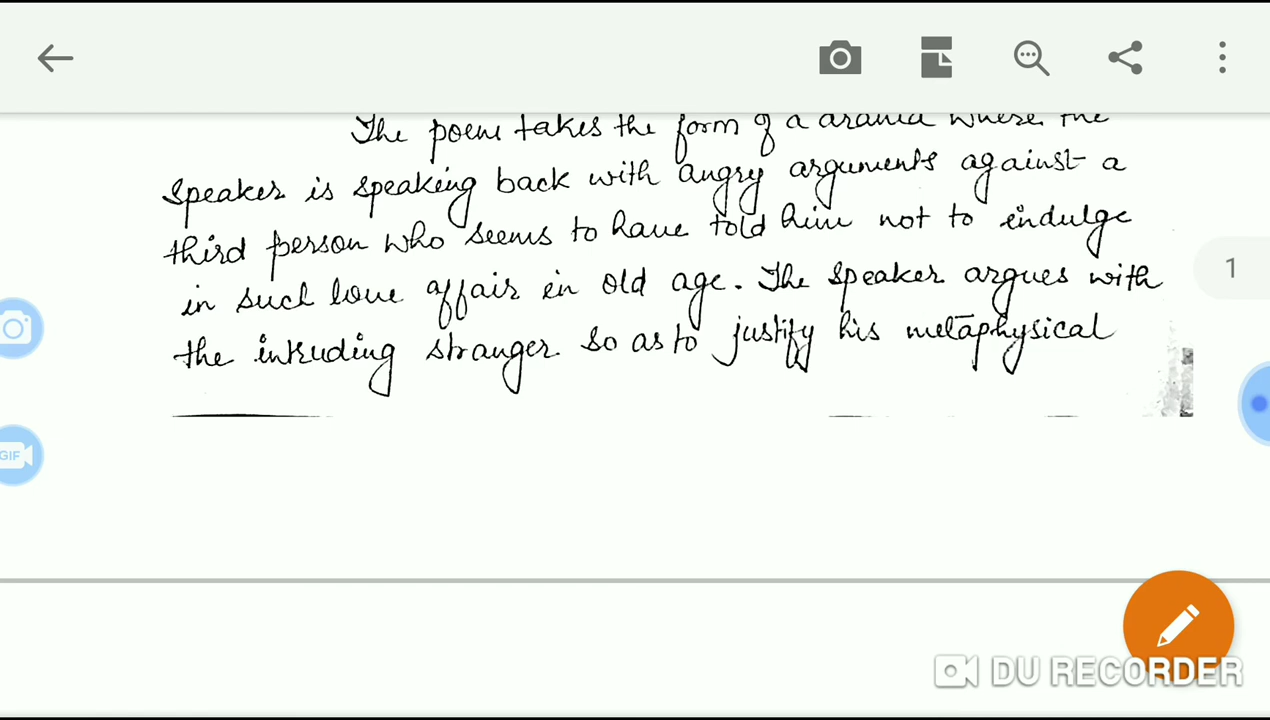 The poem takes the form of a drama where the
Speaker is speaking back with angry arguments against a
third person who seems to have told him not to indulge
in such love affair in old age. The speaker argues with
the intruding stranger so as to justify his metaphysical
1
GIF
DU RECORDER